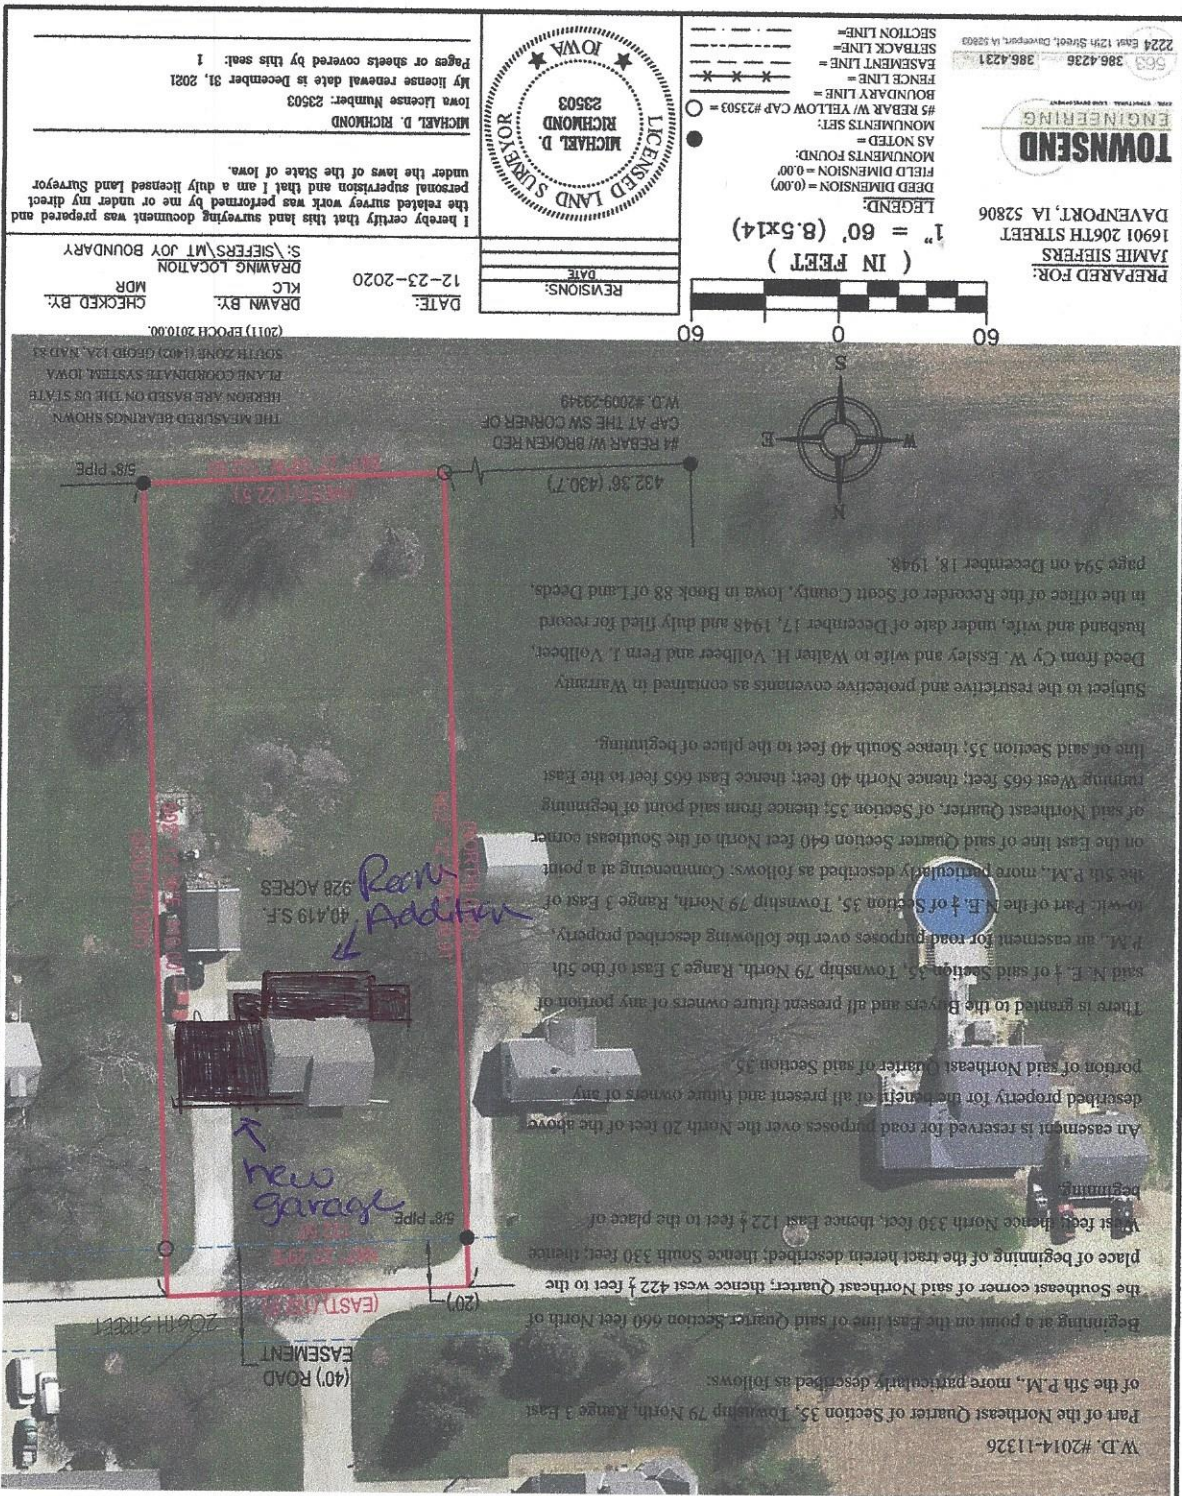 W.D. #2014-11326
Part of the Northeast Quarter of Section 35, Township 79 North, Range 3 East
of the 5th P.M., more particularly described as follows:
Beginning at a point on the East line of said Quarter Section 660 feet North of
the Southeast corner of said Northeast Quarter; thence west 422 ½ feet to the
place of beginning of the tract herein described; thence South 330 feet; thence
West feet; thence North 330 feet, thence East 122 ½ feet to the place of
beginning.
An easement is reserved for road purposes over the North 20 feet of the above
described property for the benefit of all present and future owners of any
portion of said Northeast Quarter of said Section 35
There is granted to the Buyers and all present future owners of any portion of
said N. E. ¼ of said Section 35, Township 79 North, Range 3 East of the 5th
P.M., an easement for road purposes over the following described property,
to-wit: Part of the N.E. ¼ of Section 35, Township 79 North, Range 3 East of
the 5th P.M., more particularly described as follows: Commencing at a point
on the East line of said Quarter Section 640 feet North of the Southeast corner
of said Northeast Quarter, of Section 35; thence from said point of beginning
running West 665 feet; thence North 40 feet; thence East 665 feet to the East
line of said Section 35; thence South 40 feet to the place of beginning.
Subject to the restrictive and protective covenants as contained in Warranty
Deed from Cy W. Essley and wife to Walter H. Vollbeer and Fern J. Vollbeer,
husband and wife, under date of December 17, 1948 and duly filed for record
in the office of the Recorder of Scott County, Iowa in Book 88 of Land Deeds,
page 594 on December 18, 1948.
(40') ROAD
EASEMENT
206TH STREET
(20')
(EAST)
5/8" PIPE
new
garage
Room
Addition
40,419 S.F.
.928 ACRES
N
W
E
S
432.36' (430.7')
#4 REBAR W/ BROKEN RED
CAP AT THE SW CORNER OF
W.D. #2009-29349
5/8" PIPE
THE MEASURED BEARINGS SHOWN
HEREON ARE BASED ON THE US STATE
PLANE COORDINATE SYSTEM, IOWA
SOUTH ZONE (1402) GEOID 12A, NAD 83
(2011) EPOCH 2010.00.
60
0
60
( IN FEET )
1" = 60' (8.5x14)
PREPARED FOR:
JAMIE SIEFERS
16901 206TH STREET
DAVENPORT, IA 52806
TOWNSEND
ENGINEERING
CIVIL · STRUCTURAL · LAND DEVELOPMENT
563
386.4236
386.4231
2224 East 12th Street, Davenport, IA 52803
LEGEND:
DEED DIMENSION = (0.00')
FIELD DIMENSION = 0.00'
MONUMENTS FOUND:
AS NOTED =
MONUMENTS SET:
#5 REBAR W/ YELLOW CAP #23503 =
BOUNDARY LINE =
FENCE LINE =
EASEMENT LINE =
SETBACK LINE=
SECTION LINE=
REVISIONS:
DATE
DATE:
12-23-2020
DRAWN BY:
KLC
CHECKED BY:
MDR
DRAWING LOCATION
S:\SIEFERS\MT JOY BOUNDARY
LICENSED LAND SURVEYOR
MICHAEL D.
RICHMOND
23503
IOWA
I hereby certify that this land surveying document was prepared and
the related survey work was performed by me or under my direct
personal supervision and that I am a duly licensed Land Surveyor
under the laws of the State of Iowa.
MICHAEL D. RICHMOND
Iowa License Number: 23503
My license renewal date is December 31, 2021
Pages or sheets covered by this seal: 1